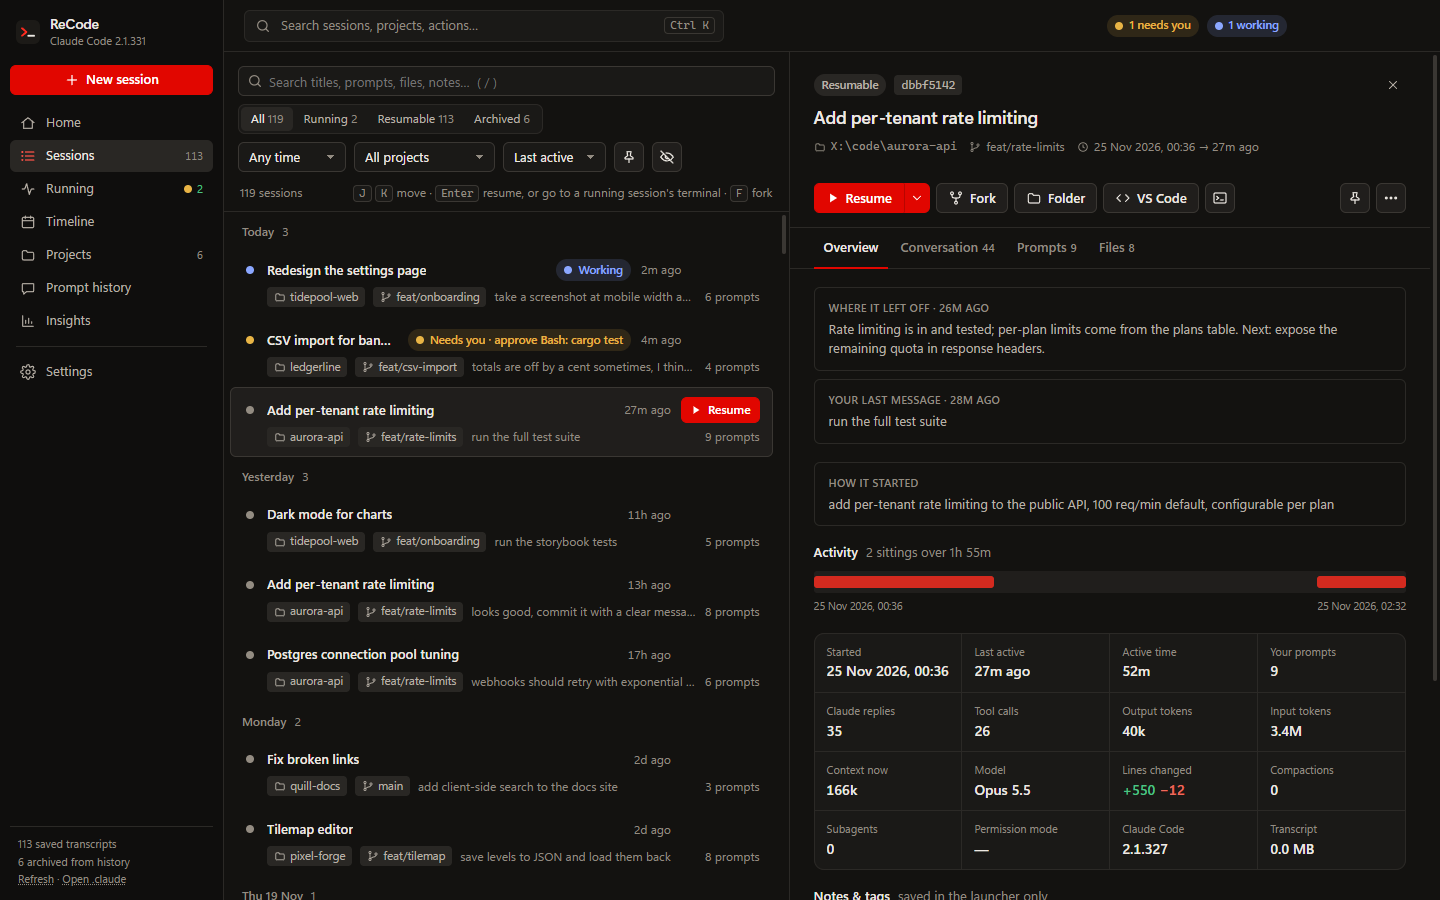 ReCode
Claude Code 2.1.331
New session
Home
Sessions 113
Running 2
Timeline
Projects 6
Prompt history
Insights
Settings
113 saved transcripts
6 archived from history
Refresh · Open .claude
Search sessions, projects, actions... Ctrl K
1 needs you 1 working
Search titles, prompts, files, notes... ( / )
All 119 Running 2 Resumable 113 Archived 6
Any time All projects Last active
119 sessions J K move · Enter resume, or go to a running session's terminal · F fork
Today 3
Redesign the settings page Working 2m ago
tidepool-web feat/onboarding take a screenshot at mobile width a... 6 prompts
CSV import for ban... Needs you · approve Bash: cargo test 4m ago
ledgerline feat/csv-import totals are off by a cent sometimes, I thin... 4 prompts
Add per-tenant rate limiting 27m ago Resume
aurora-api feat/rate-limits run the full test suite 9 prompts
Yesterday 3
Dark mode for charts 11h ago
tidepool-web feat/onboarding run the storybook tests 5 prompts
Add per-tenant rate limiting 13h ago
aurora-api feat/rate-limits looks good, commit it with a clear messa... 8 prompts
Postgres connection pool tuning 17h ago
aurora-api feat/rate-limits webhooks should retry with exponential ... 6 prompts
Monday 2
Fix broken links 2d ago
quill-docs main add client-side search to the docs site 3 prompts
Tilemap editor 2d ago
pixel-forge feat/tilemap save levels to JSON and load them back 8 prompts
Thu 19 Nov 1
Resumable dbbf5142
Add per-tenant rate limiting
X:\code\aurora-api feat/rate-limits 25 Nov 2026, 00:36 → 27m ago
Resume Fork Folder VS Code
Overview Conversation 44 Prompts 9 Files 8
WHERE IT LEFT OFF · 26M AGO
Rate limiting is in and tested; per-plan limits come from the plans table. Next: expose the
remaining quota in response headers.
YOUR LAST MESSAGE · 28M AGO
run the full test suite
HOW IT STARTED
add per-tenant rate limiting to the public API, 100 req/min default, configurable per plan
Activity 2 sittings over 1h 55m
25 Nov 2026, 00:36 25 Nov 2026, 02:32
Started Last active Active time Your prompts
25 Nov 2026, 00:36 27m ago 52m 9
Claude replies Tool calls Output tokens Input tokens
35 26 40k 3.4M
Context now Model Lines changed Compactions
166k Opus 5.5 +550 −12 0
Subagents Permission mode Claude Code Transcript
0 — 2.1.327 0.0 MB
Notes & tags saved in the launcher only